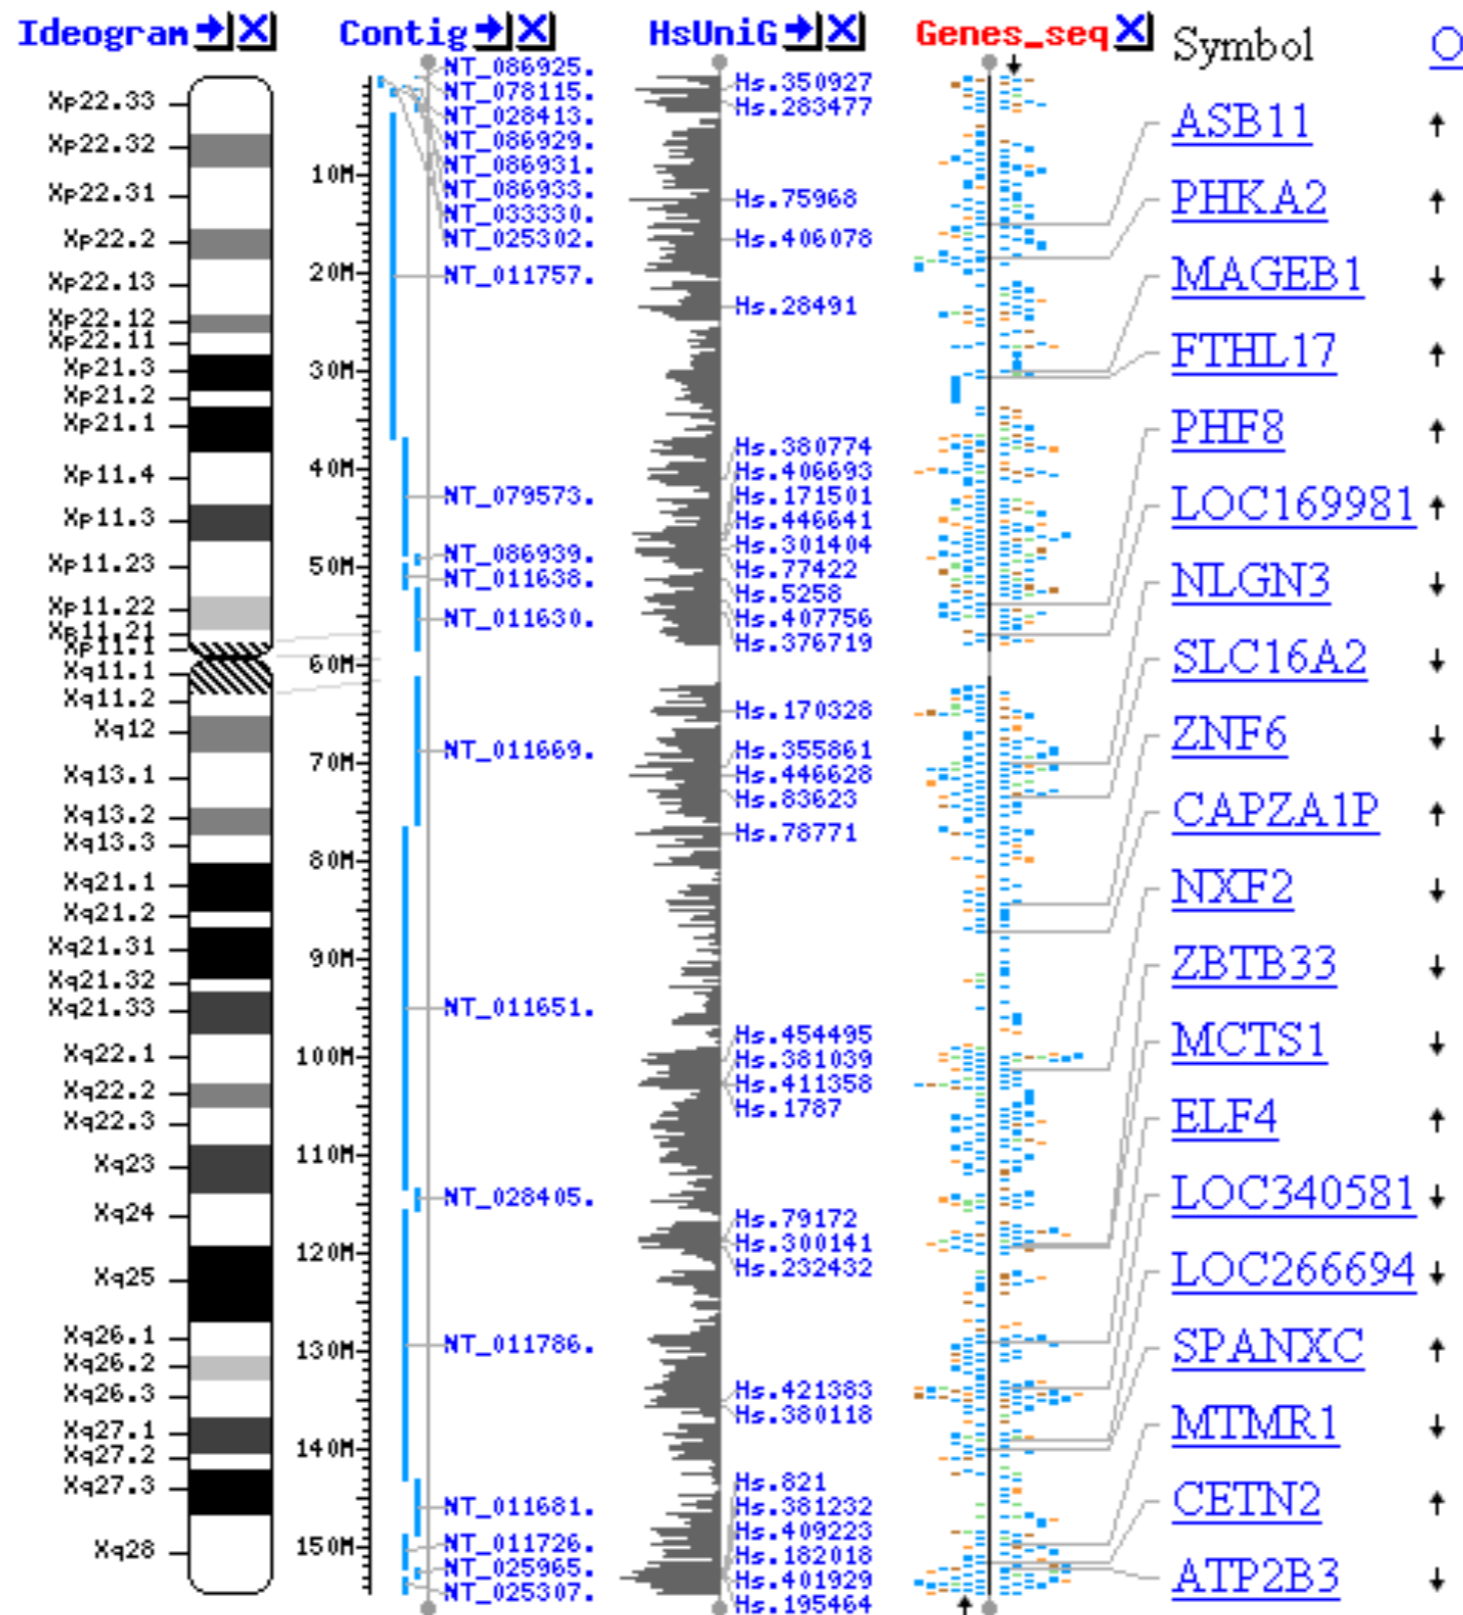 Ideogram Contig HsUniG Genes_seq Symbol O
Xp22.33
Xp22.32
Xp22.31
Xp22.2
Xp22.13
Xp22.12
Xp22.11
Xp21.3
Xp21.2
Xp21.1
Xp11.4
Xp11.3
Xp11.23
Xp11.22
Xp11.21
Xp11.1
Xq11.1
Xq11.2
Xq12
Xq13.1
Xq13.2
Xq13.3
Xq21.1
Xq21.2
Xq21.31
Xq21.32
Xq21.33
Xq22.1
Xq22.2
Xq22.3
Xq23
Xq24
Xq25
Xq26.1
Xq26.2
Xq26.3
Xq27.1
Xq27.2
Xq27.3
Xq28
10M
20M
30M
40M
50M
60M
70M
80M
90M
100M
110M
120M
130M
140M
150M
NT_086925.
NT_078115.
NT_028413.
NT_086929.
NT_086931.
NT_086933.
NT_033330.
NT_025302.
NT_011757.
NT_079573.
NT_086939.
NT_011638.
NT_011630.
NT_011669.
NT_011651.
NT_028405.
NT_011786.
NT_011681.
NT_011726.
NT_025965.
NT_025307.
Hs.350927
Hs.283477
Hs.75968
Hs.406078
Hs.28491
Hs.380774
Hs.406693
Hs.171501
Hs.446641
Hs.301404
Hs.77422
Hs.5258
Hs.407756
Hs.376719
Hs.170328
Hs.355861
Hs.446628
Hs.83623
Hs.78771
Hs.454495
Hs.381039
Hs.411358
Hs.1787
Hs.79172
Hs.300141
Hs.232432
Hs.421383
Hs.380118
Hs.821
Hs.381232
Hs.409223
Hs.182018
Hs.401929
Hs.195464
ASB11
PHKA2
MAGEB1
FTHL17
PHF8
LOC169981
NLGN3
SLC16A2
ZNF6
CAPZA1P
NXF2
ZBTB33
MCTS1
ELF4
LOC340581
LOC266694
SPANXC
MTMR1
CETN2
ATP2B3